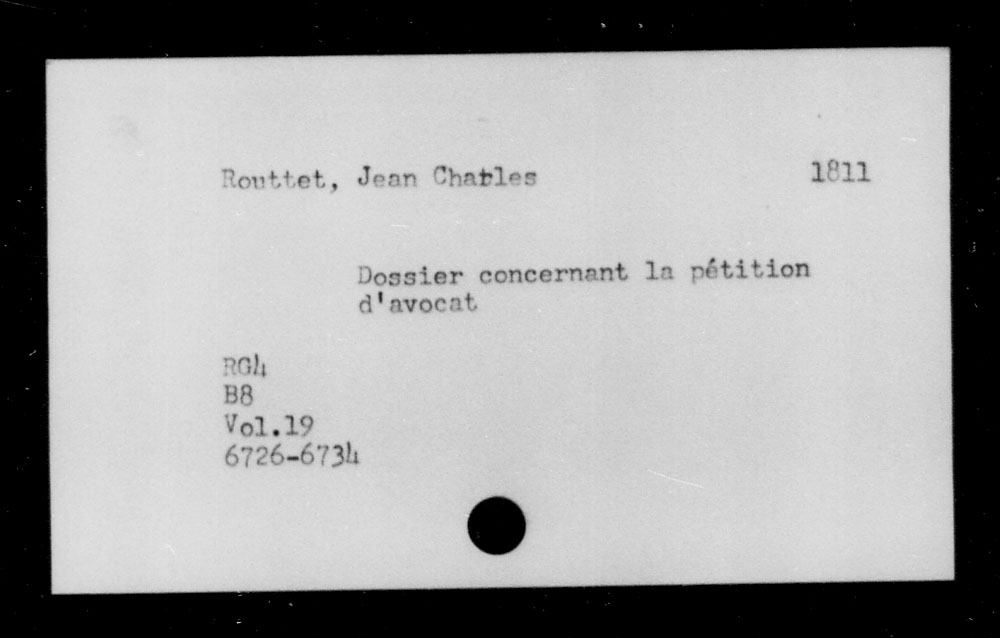 Routtet, Jean Charles 1811
Dossier concernant la pétition
d'avocat
RG4
B8
Vol.19
6726-6734